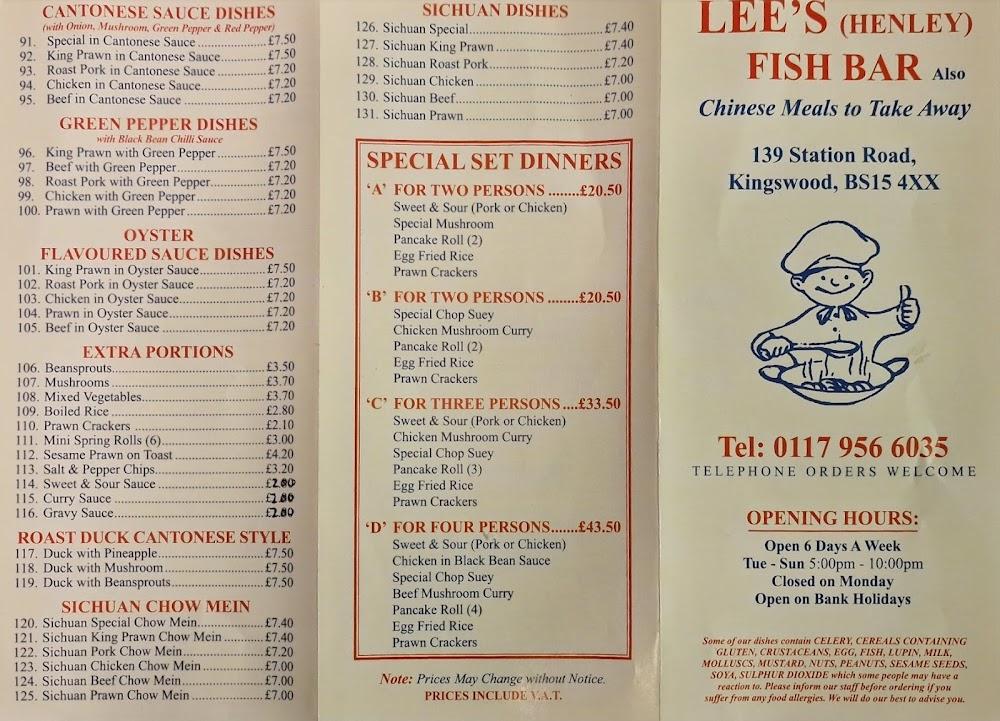 CANTONESE SAUCE DISHES
(with Onion, Mushroom, Green Pepper & Red Pepper)
91. Special in Cantonese Sauce ............£7.50
92. King Prawn in Cantonese Sauce.......£7.50
93. Roast Pork in Cantonese Sauce ........£7.20
94. Chicken in Cantonese Sauce............£7.20
95. Beef in Cantonese Sauce ................£7.20
GREEN PEPPER DISHES
with Black Bean Chilli Sauce
96. King Prawn with Green Pepper........£7.50
97. Beef with Green Pepper..................£7.20
98. Roast Pork with Green Pepper.........£7.20
99. Chicken with Green Pepper.............£7.20
100. Prawn with Green Pepper...............£7.20
OYSTER
FLAVOURED SAUCE DISHES
101. King Prawn in Oyster Sauce............£7.50
102. Roast Pork in Oyster Sauce ............£7.20
103. Chicken in Oyster Sauce................£7.20
104. Prawn in Oyster Sauce..................£7.20
105. Beef in Oyster Sauce ...................£7.20
EXTRA PORTIONS
106. Beansprouts............................£3.50
107. Mushrooms .............................£3.70
108. Mixed Vegetables.......................£3.70
109. Boiled Rice ...........................£2.80
110. Prawn Crackers ........................£2.10
111. Mini Spring Rolls (6)..................£3.00
112. Sesame Prawn on Toast .................£4.20
113. Salt & Pepper Chips....................£3.20
114. Sweet & Sour Sauce ....................£2.80
115. Curry Sauce ...........................£2.80
116. Gravy Sauce............................£2.80
ROAST DUCK CANTONESE STYLE
117. Duck with Pineapple....................£7.50
118. Duck with Mushroom.....................£7.50
119. Duck with Beansprouts..................£7.50
SICHUAN CHOW MEIN
120. Sichuan Special Chow Mein..............£7.40
121. Sichuan King Prawn Chow Mein ..........£7.40
122. Sichuan Pork Chow Mein ................£7.20
123. Sichuan Chicken Chow Mein .............£7.00
124. Sichuan Beef Chow Mein ................£7.00
125. Sichuan Prawn Chow Mein ...............£7.00
SICHUAN DISHES
126. Sichuan Special........................£7.40
127. Sichuan King Prawn.....................£7.40
128. Sichuan Roast Pork.....................£7.20
129. Sichuan Chicken .......................£7.00
130. Sichuan Beef...........................£7.00
131. Sichuan Prawn .........................£7.00
SPECIAL SET DINNERS
'A' FOR TWO PERSONS ........£20.50
Sweet & Sour (Pork or Chicken)
Special Mushroom
Pancake Roll (2)
Egg Fried Rice
Prawn Crackers
'B' FOR TWO PERSONS ........£20.50
Special Chop Suey
Chicken Mushroom Curry
Pancake Roll (2)
Egg Fried Rice
Prawn Crackers
'C' FOR THREE PERSONS ....£33.50
Sweet & Sour (Pork or Chicken)
Chicken Mushroom Curry
Special Chop Suey
Pancake Roll (3)
Egg Fried Rice
Prawn Crackers
'D' FOR FOUR PERSONS.......£43.50
Sweet & Sour (Pork or Chicken)
Chicken in Black Bean Sauce
Special Chop Suey
Beef Mushroom Curry
Pancake Roll (4)
Egg Fried Rice
Prawn Crackers
Note: Prices May Change without Notice.
PRICES INCLUDE V.A.T.
LEE'S (HENLEY)
FISH BAR Also
Chinese Meals to Take Away
139 Station Road,
Kingswood, BS15 4XX
Tel: 0117 956 6035
TELEPHONE ORDERS WELCOME
OPENING HOURS:
Open 6 Days A Week
Tue - Sun 5:00pm - 10:00pm
Closed on Monday
Open on Bank Holidays
Some of our dishes contain CELERY, CEREALS CONTAINING
GLUTEN, CRUSTACEANS, EGG, FISH, LUPIN, MILK,
MOLLUSCS, MUSTARD, NUTS, PEANUTS, SESAME SEEDS,
SOYA, SULPHUR DIOXIDE which some people may have a
reaction to. Please inform our staff before ordering if you
suffer from any food allergies. We will do our best to advise you.